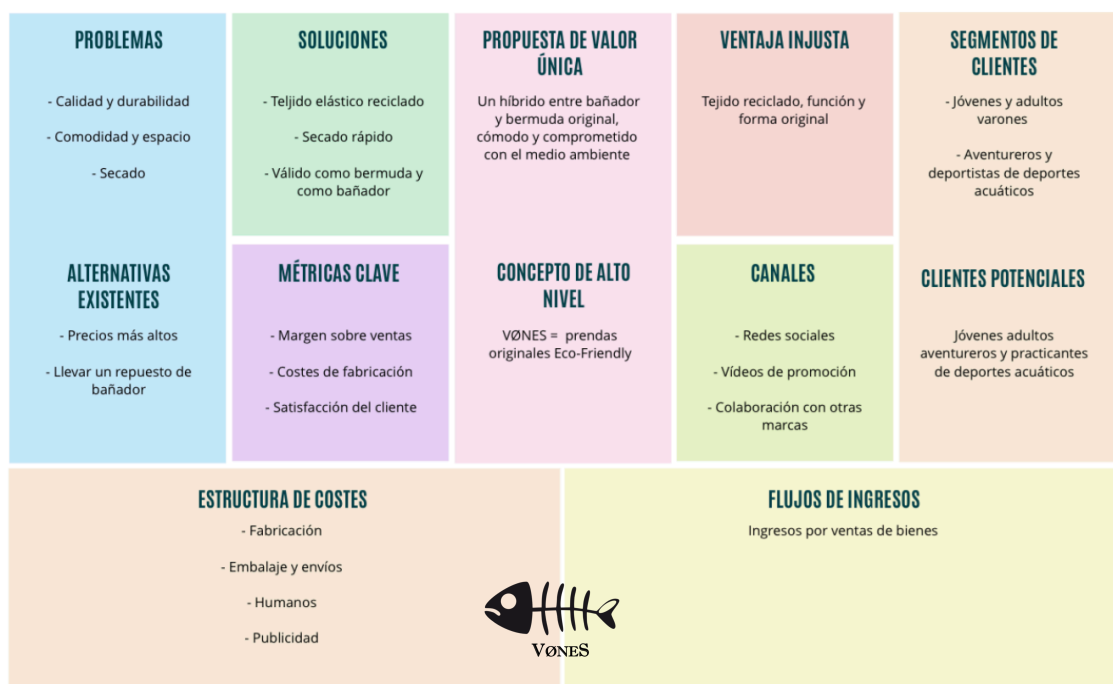 PROBLEMAS
- Calidad y durabilidad
- Comodidad y espacio
- Secado
ALTERNATIVAS
EXISTENTES
- Precios más altos
- Llevar un repuesto de
bañador
SOLUCIONES
- Teljido elástico reciclado
- Secado rápido
- Válido como bermuda y
como bañador
MÉTRICAS CLAVE
- Margen sobre ventas
- Costes de fabricación
- Satisfacción del cliente
PROPUESTA DE VALOR
ÚNICA
Un híbrido entre bañador
y bermuda original,
cómodo y comprometido
con el medio ambiente
CONCEPTO DE ALTO
NIVEL
VØNES = prendas
originales Eco-Friendly
VENTAJA INJUSTA
Tejido reciclado, función y
forma original
CANALES
- Redes sociales
- Vídeos de promoción
- Colaboración con otras
marcas
SEGMENTOS DE
CLIENTES
- Jóvenes y adultos
varones
- Aventureros y
deportistas de deportes
acuáticos
CLIENTES POTENCIALES
Jóvenes adultos
aventureros y practicantes
de deportes acuáticos
ESTRUCTURA DE COSTES
- Fabricación
- Embalaje y envíos
- Humanos
- Publicidad
FLUJOS DE INGRESOS
Ingresos por ventas de bienes
VØNES